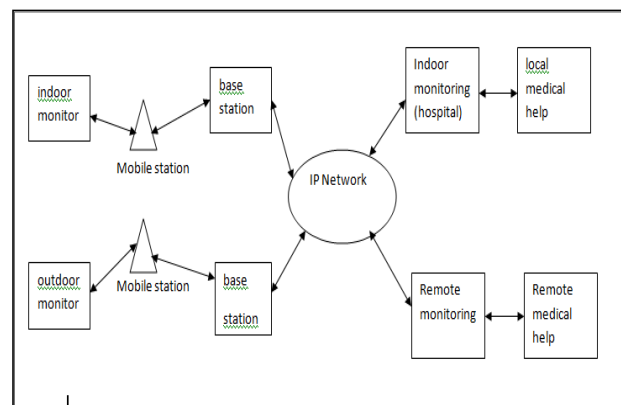 indoor
monitor
Mobile station
base
station
IP Network
Indoor
monitoring
(hospital)
local
medical
help
outdoor
monitor
Mobile station
base
station
Remote
monitoring
Remote
medical
help